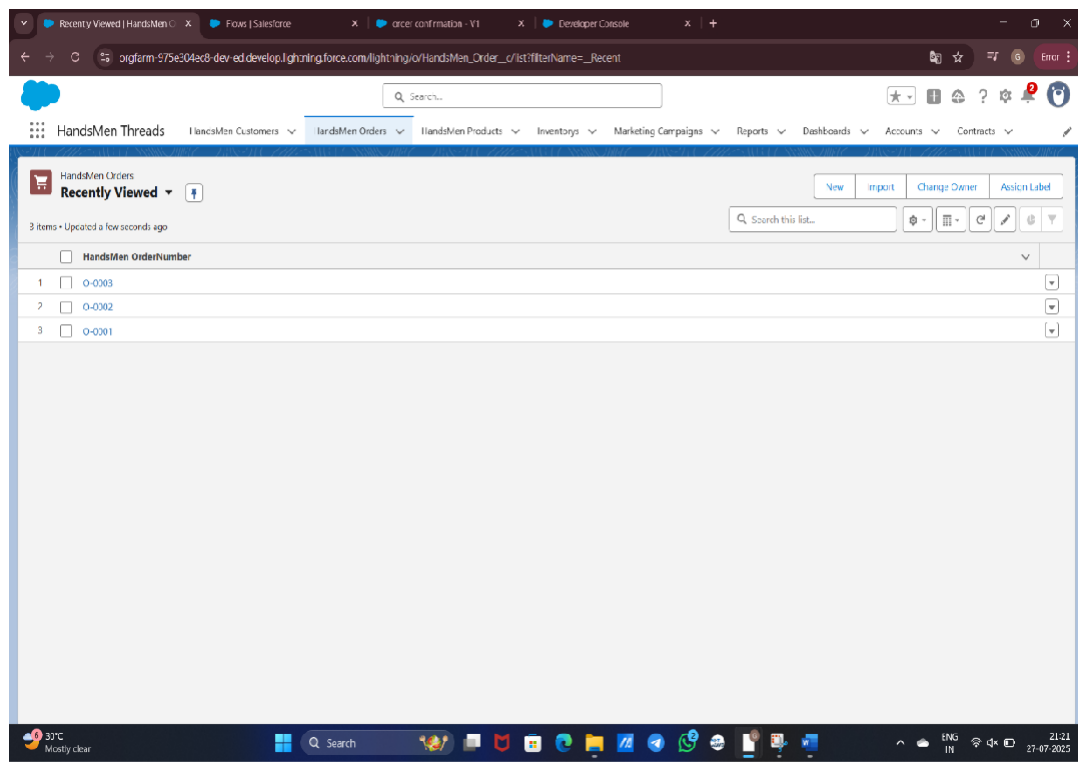 Recently Viewed | HandsMen O
Flows | Salesforce
order confirmation - V1
Developer Console
orgfarm-975e304ec8-dev-ed.develop.lightning.force.com/lightning/o/HandsMen_Order__c/list?filterName=__Recent
G
Error
Search...
2
HandsMen Threads
HandsMen Customers
HandsMen Orders
HandsMen Products
Inventorys
Marketing Campaigns
Reports
Dashboards
Accounts
Contracts
HandsMen Orders
Recently Viewed
New
Import
Change Owner
Assign Label
3 items • Updated a few seconds ago
Search this list...
HandsMen OrderNumber
1 O-0003
2 O-0002
3 O-0001
6
30°C
Mostly clear
Search
ENG
IN
21:21
27-07-2025